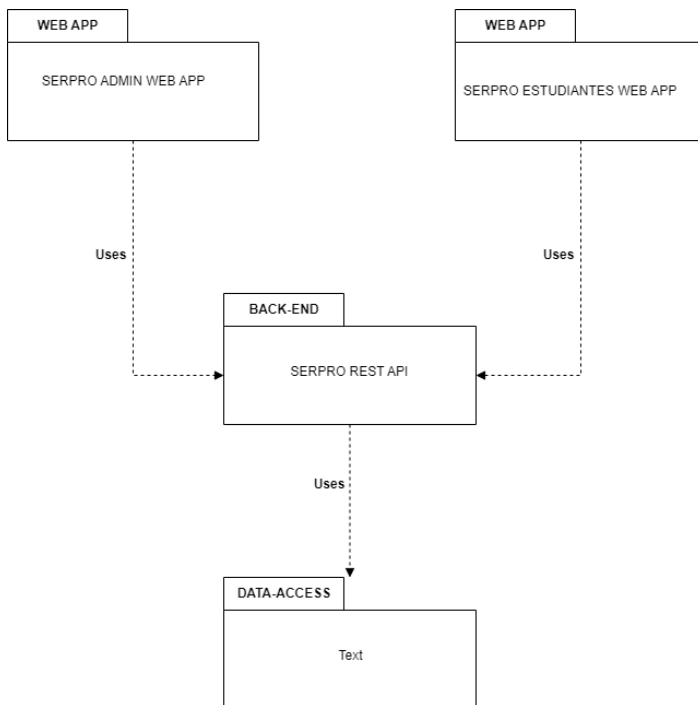 WEB APP
SERPRO ADMIN WEB APP
WEB APP
SERPRO ESTUDIANTES WEB APP
Uses
Uses
BACK-END
SERPRO REST API
Uses
DATA-ACCESS
Text